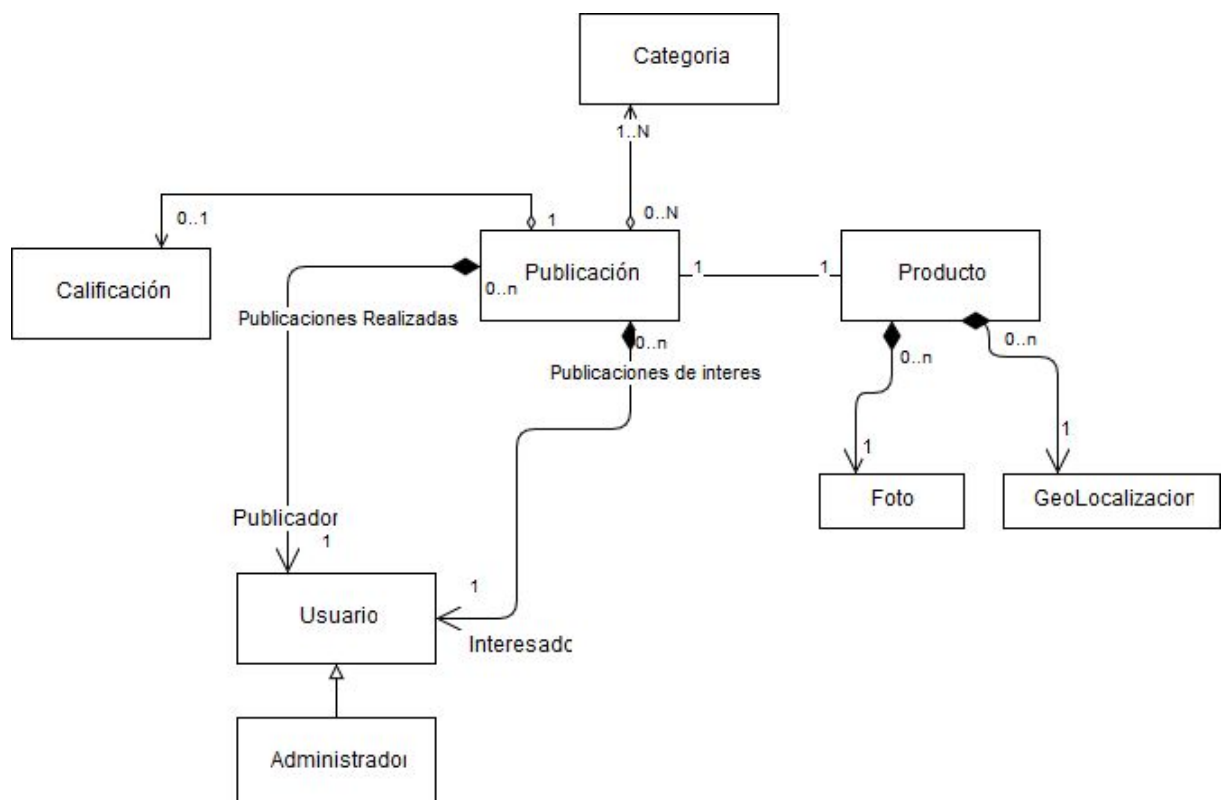 Categoria
1..N
0..1
1
0..N
Calificación
Publicación
0..n
1
1
Producto
Publicaciones Realizadas
0..n
Publicaciones de interes
0..n
0..n
1
1
Foto
GeoLocalizacion
Publicador
1
1
Usuario
Interesado
Administrador